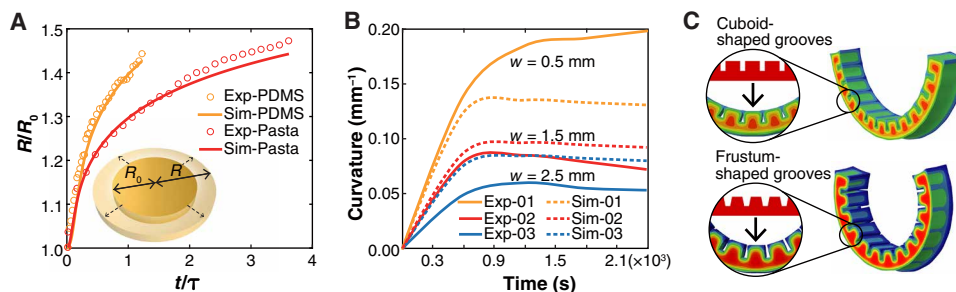 A
R/R₀
1.5
1.4
1.3
1.2
1.1
1.0
Exp-PDMS
Sim-PDMS
Exp-Pasta
Sim-Pasta
R₀
R
0
1
2
3
4
t/τ
B
Curvature (mm⁻¹)
0.20
0.15
0.10
0.05
0.00
w = 0.5 mm
w = 1.5 mm
w = 2.5 mm
Exp-01
Sim-01
Exp-02
Sim-02
Exp-03
Sim-03
0.3
0.9
1.5
2.1(×10³)
Time (s)
C
Cuboid-
shaped grooves
Frustum-
shaped grooves